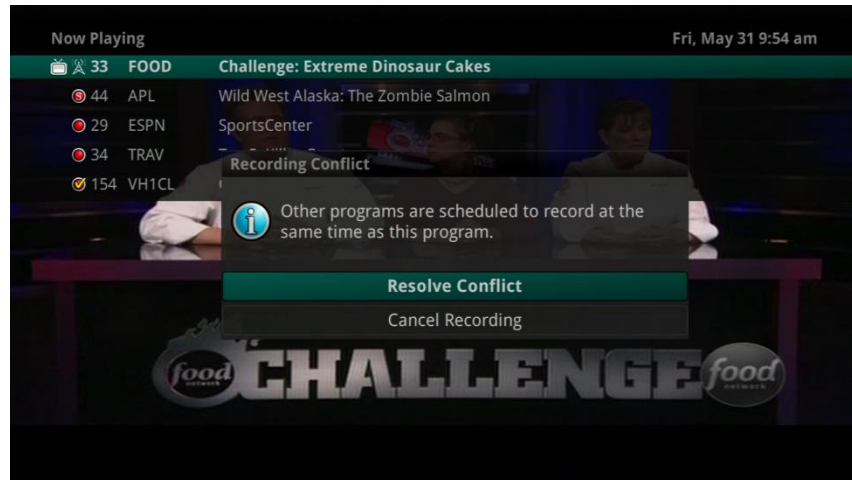 Now Playing
Fri, May 31 9:54 am
33 FOOD Challenge: Extreme Dinosaur Cakes
S 44 APL Wild West Alaska: The Zombie Salmon
29 ESPN SportsCenter
34 TRAV
154 VH1CL
Recording Conflict
Other programs are scheduled to record at the
same time as this program.
Resolve Conflict
Cancel Recording
food
network
CHALLENGE
food
network